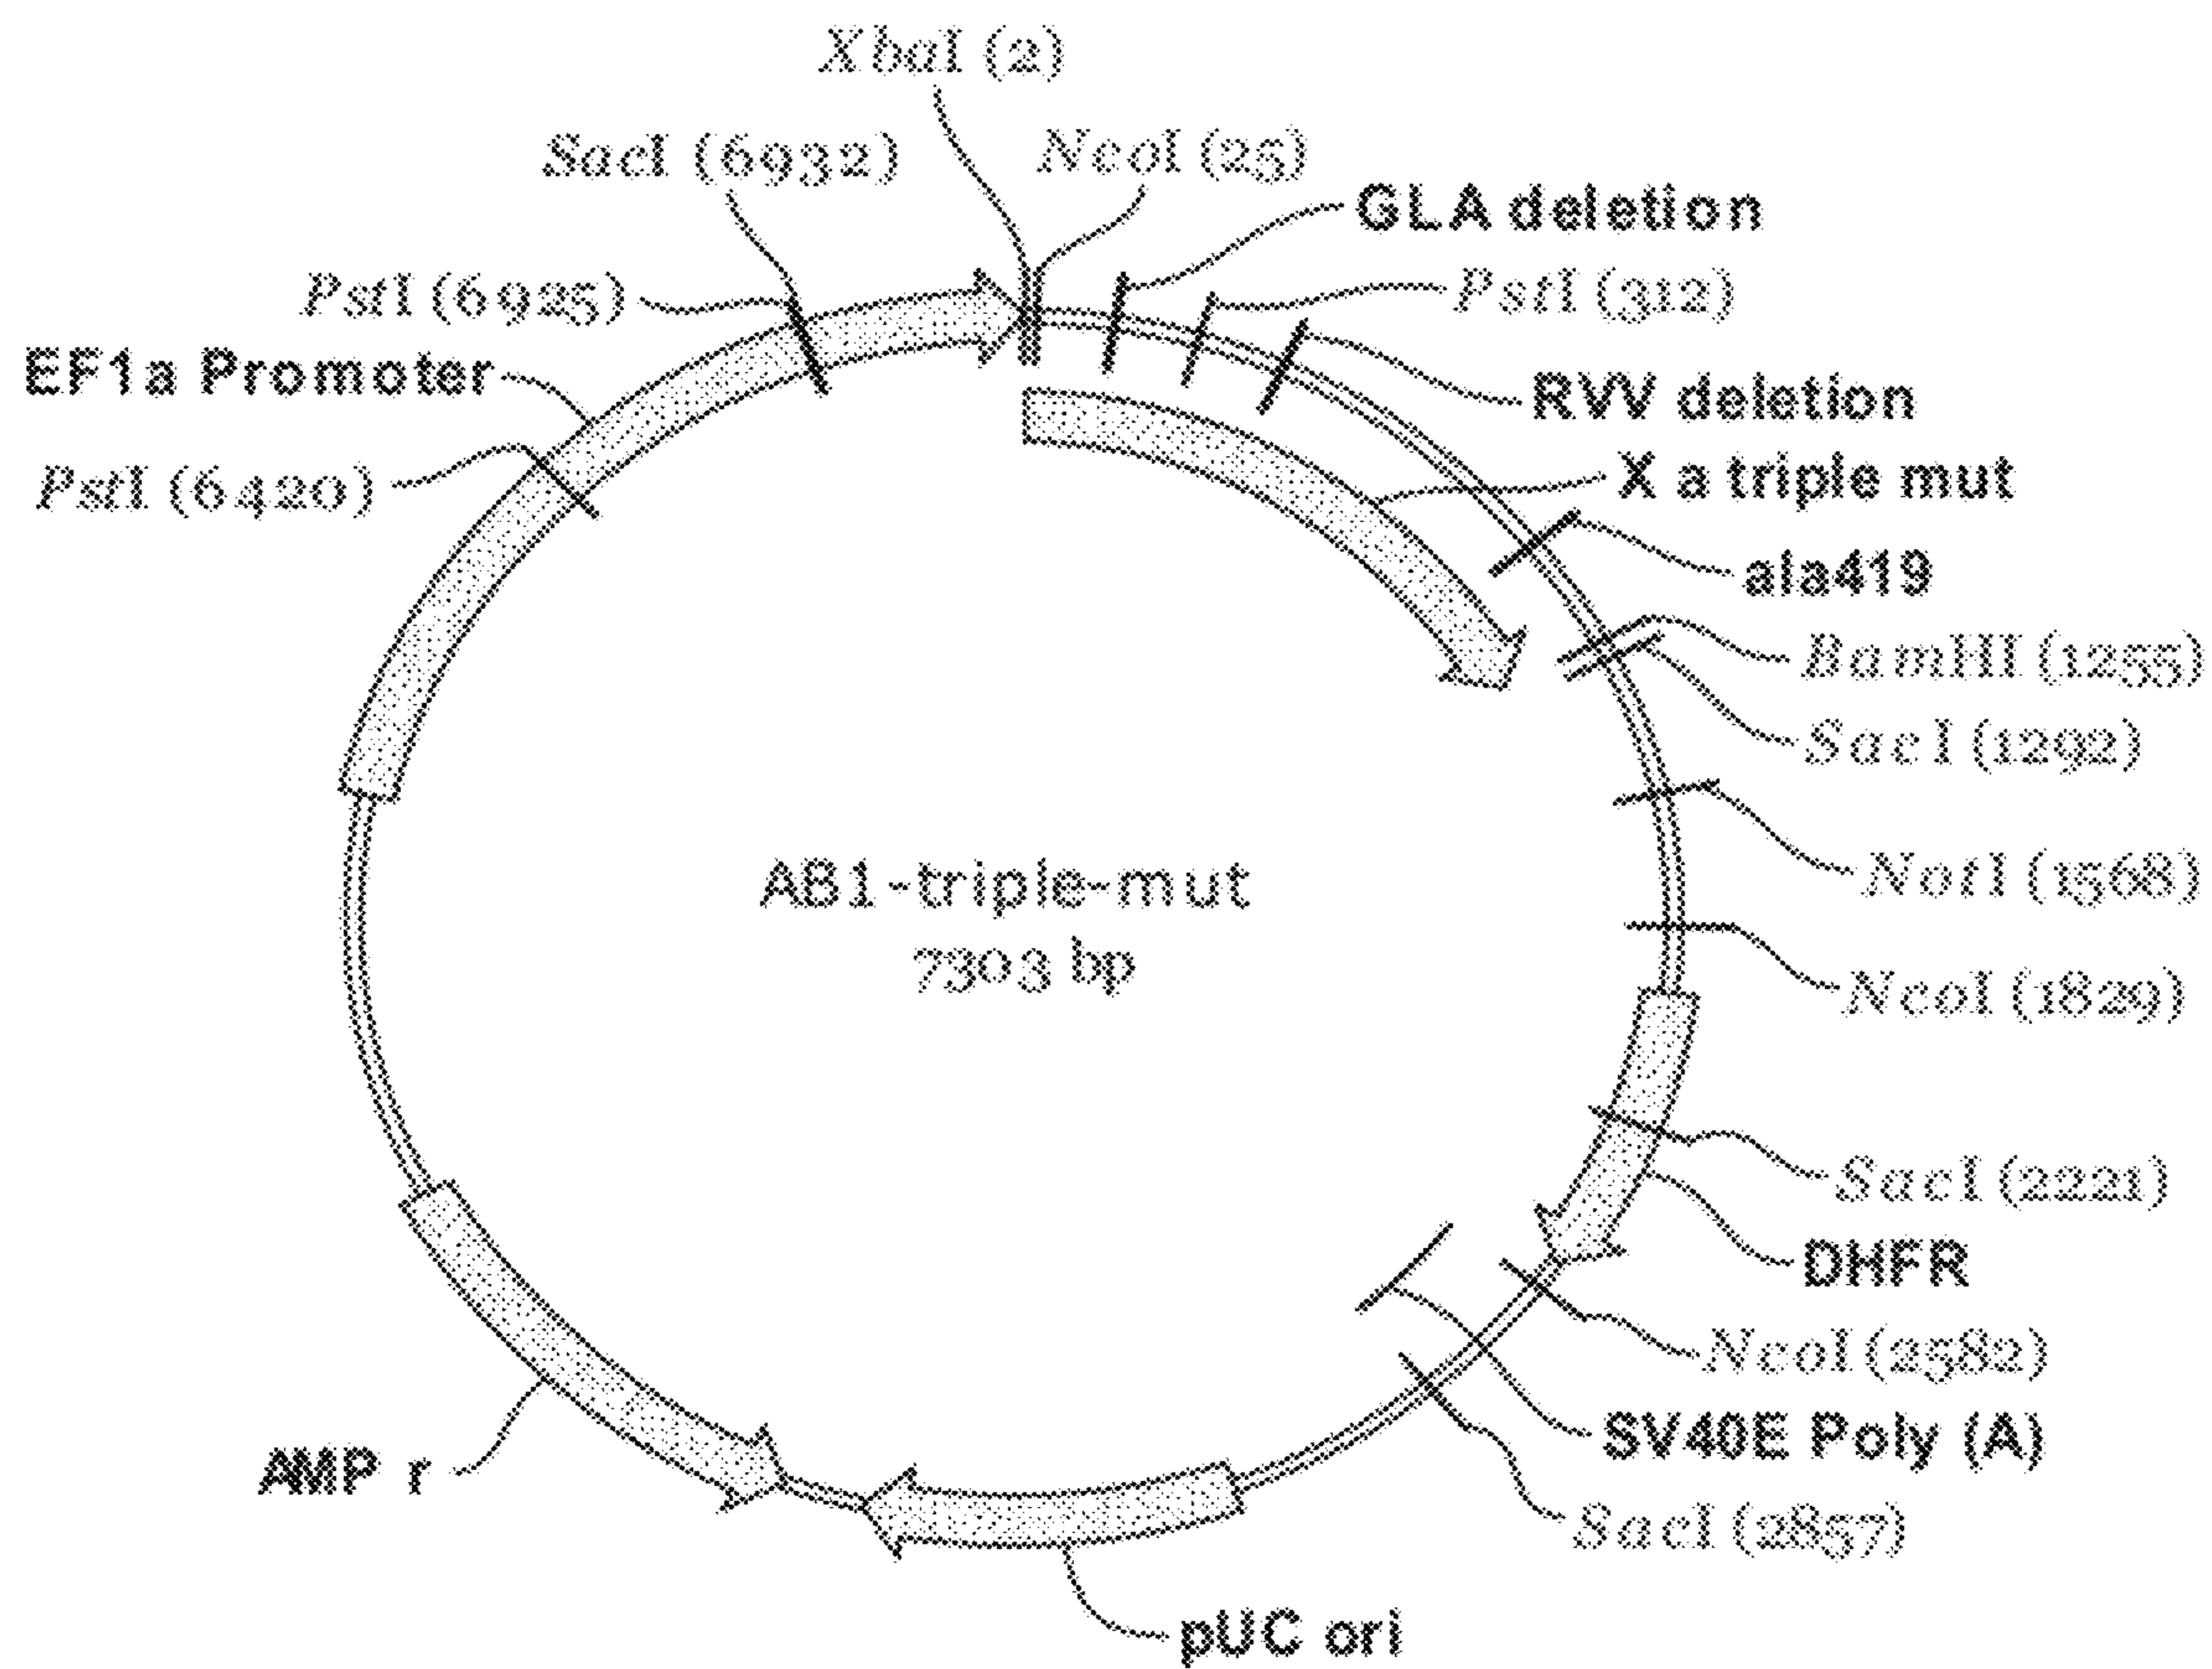 XbaI (2)
SacI (6932)
NcoI (25)
GLA deletion
PstI (6925)
PstI (312)
EF1a Promoter
RVV deletion
PstI (6420)
X a triple mut
ala419
BamHI (1255)
SacI (1292)
AB1-triple-mut
7303 bp
NotI (1568)
NcoI (1829)
SacI (2221)
DHFR
NcoI (2582)
SV40E Poly (A)
AMP r
SacI (2857)
pUC ori